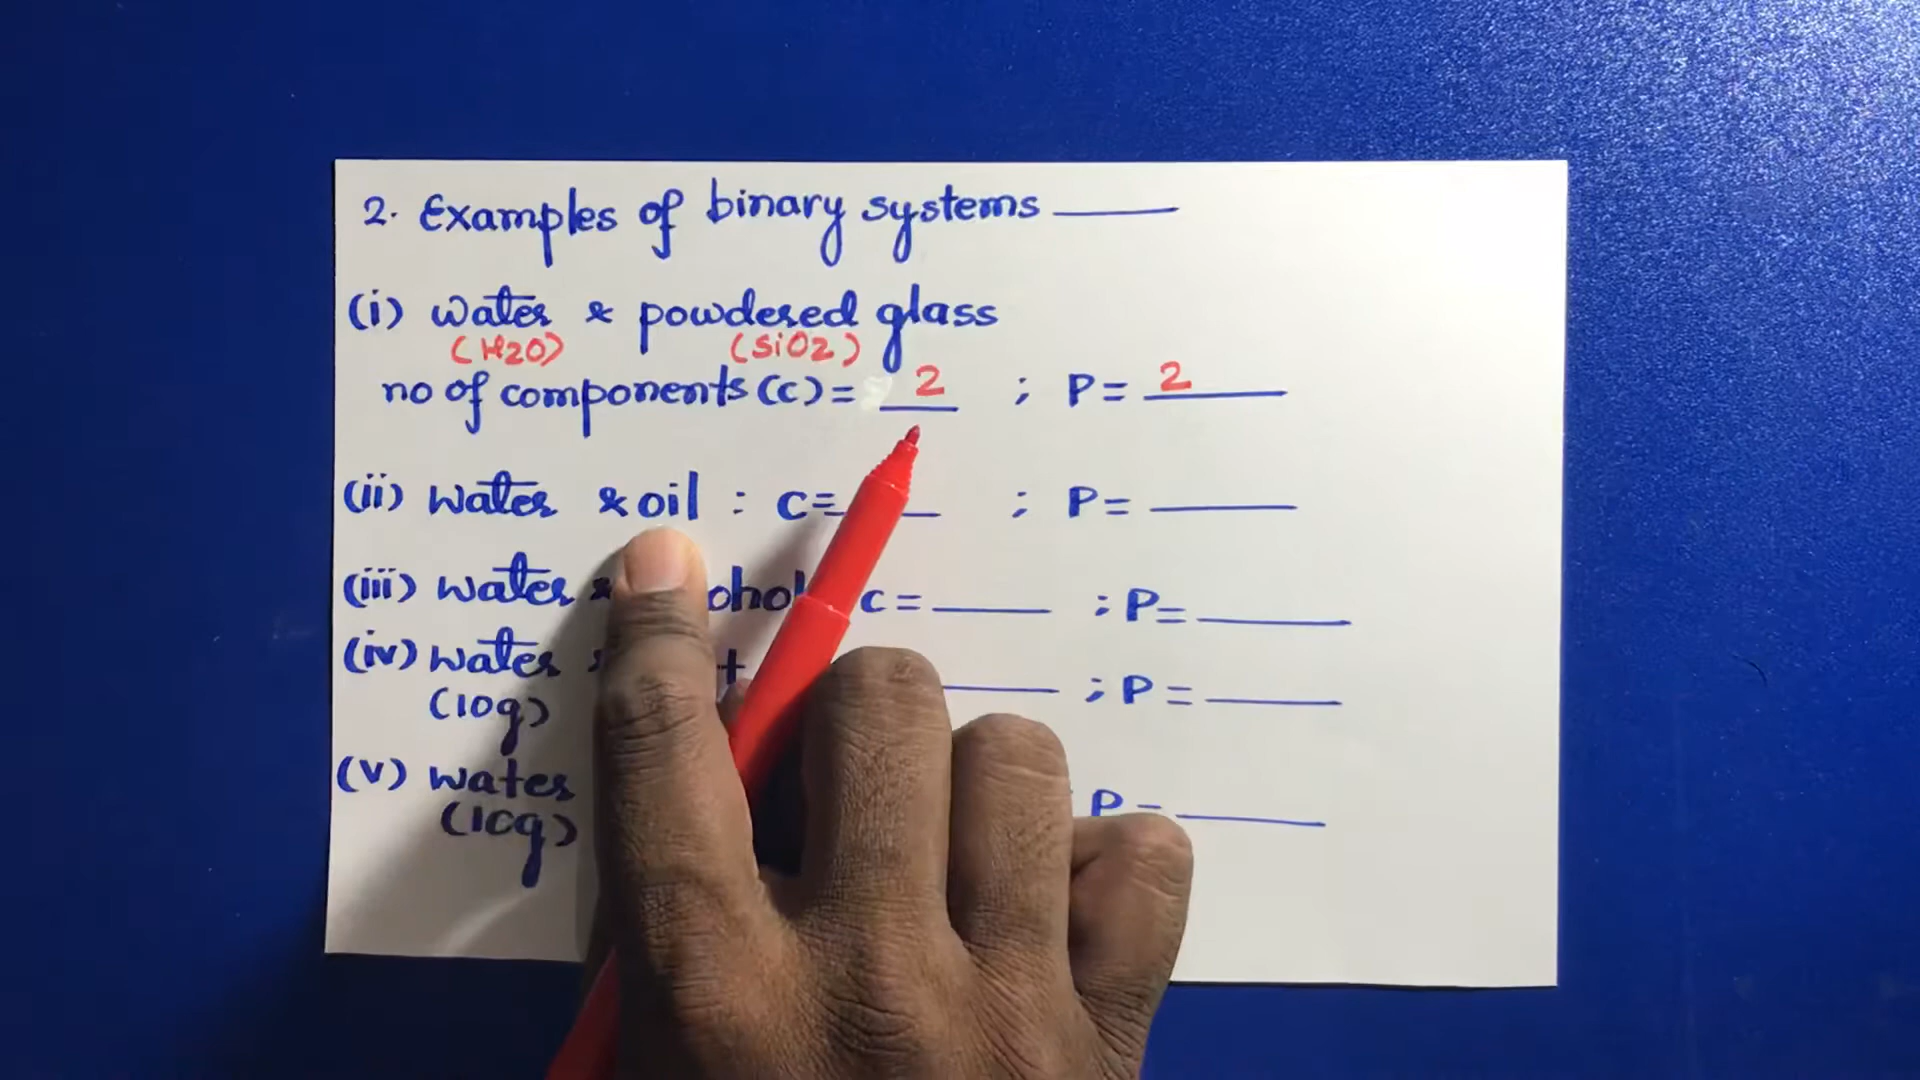 2. Examples of binary systems
(i) water & powdered glass
(H2O) (SiO2)
no of components (c) = 2 ; P = 2
(ii) water & oil : c= ; P=
(iii) water & c = ; P=
(iv) water ; P =
(10g)
(v) water P =
(10g)